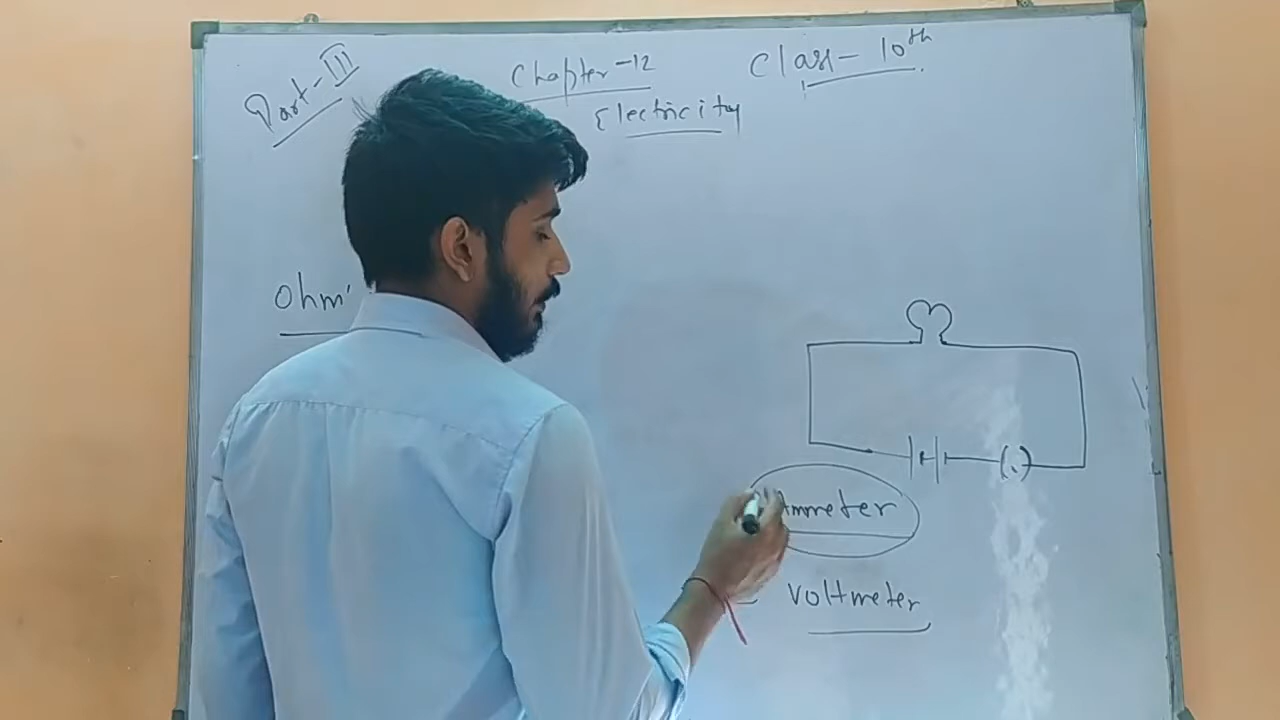 Part-III
Chapter-12
Class-10th
Electricity
Ohm'
Ammeter
Voltmeter